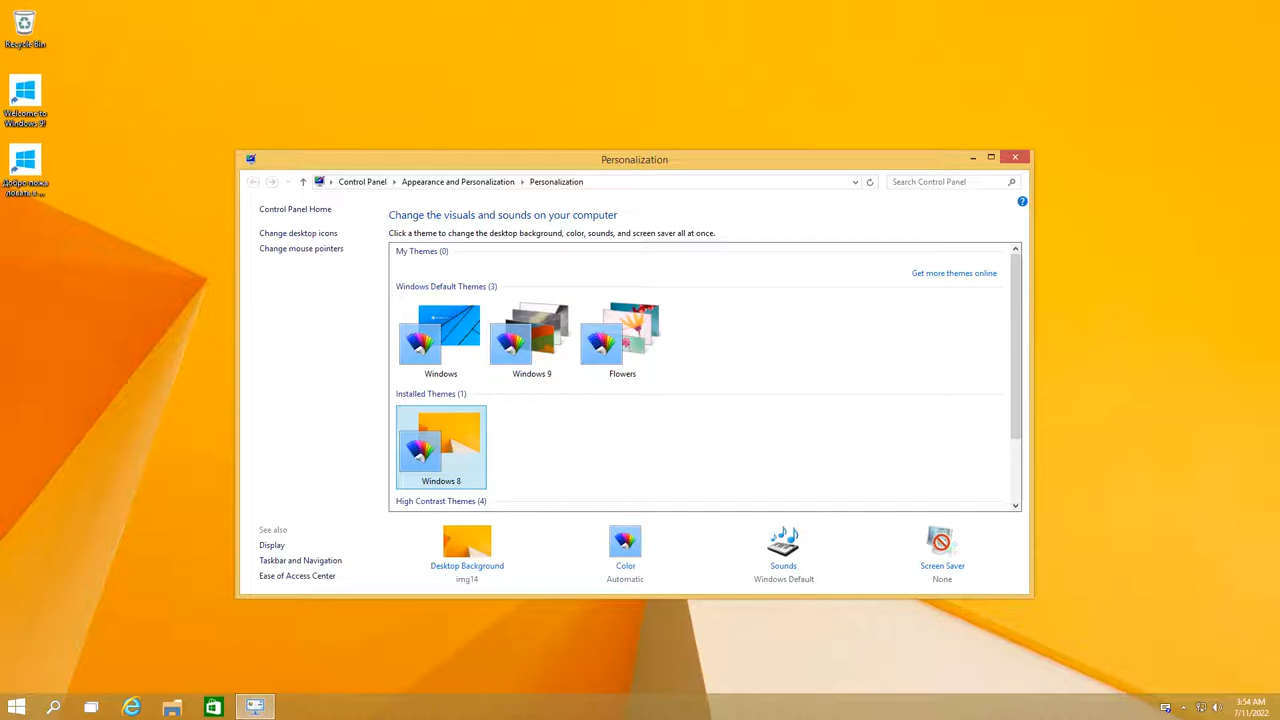 Recycle Bin
Welcome to
Windows 9!
Добро пожа
ловать в ...
Personalization
Control Panel
Appearance and Personalization
Personalization
Search Control Panel
Control Panel Home
Change desktop icons
Change mouse pointers
Change the visuals and sounds on your computer
Click a theme to change the desktop background, color, sounds, and screen saver all at once.
My Themes (0)
Get more themes online
Windows Default Themes (3)
Windows
Windows 9
Flowers
Installed Themes (1)
Windows 8
High Contrast Themes (4)
See also
Display
Taskbar and Navigation
Ease of Access Center
Desktop Background
img14
Color
Automatic
Sounds
Windows Default
Screen Saver
None
3:54 AM
7/11/2022